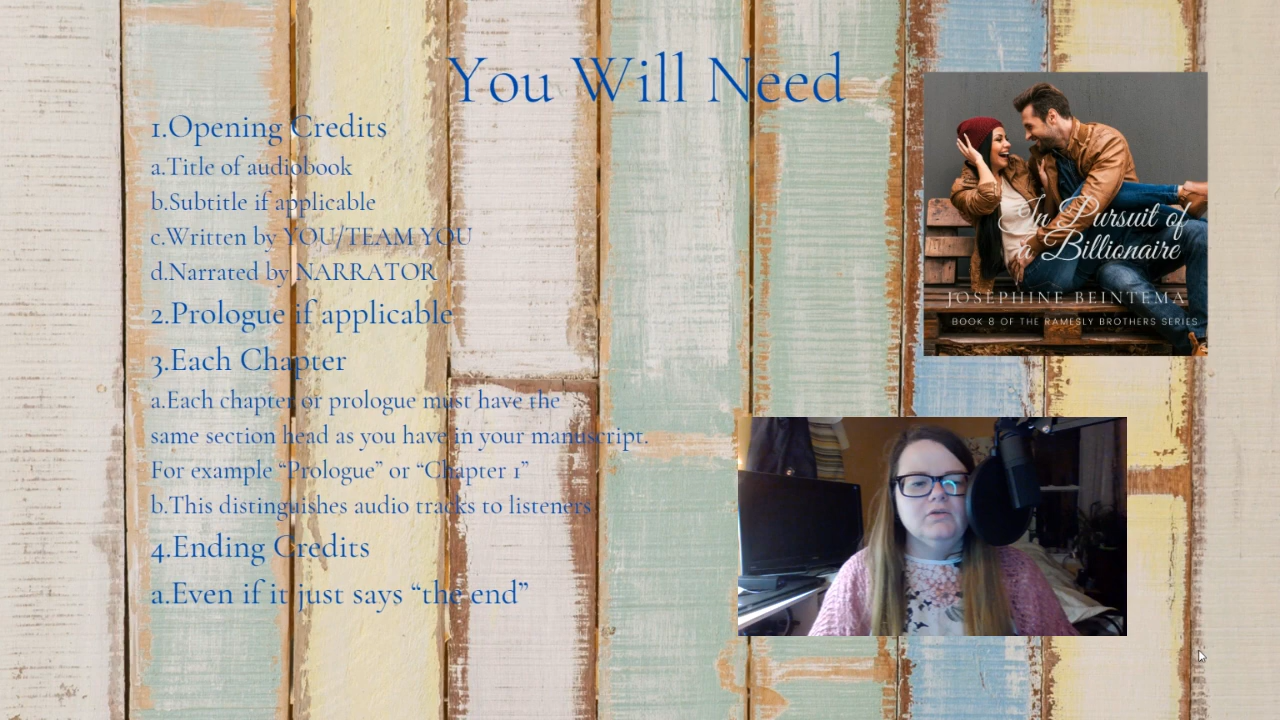 You Will Need
1.Opening Credits
a.Title of audiobook
b.Subtitle if applicable
c.Written by YOU/TEAM YOU
d.Narrated by NARRATOR
2.Prologue if applicable
3.Each Chapter
a.Each chapter or prologue must have the
same section head as you have in your manuscript.
For example “Prologue” or “Chapter 1”
b.This distinguishes audio tracks to listeners
4.Ending Credits
a.Even if it just says “the end”
In Pursuit of
a Billionaire
JOSEPHINE BEINTEMA
BOOK 8 OF THE RAMESLY BROTHERS SERIES